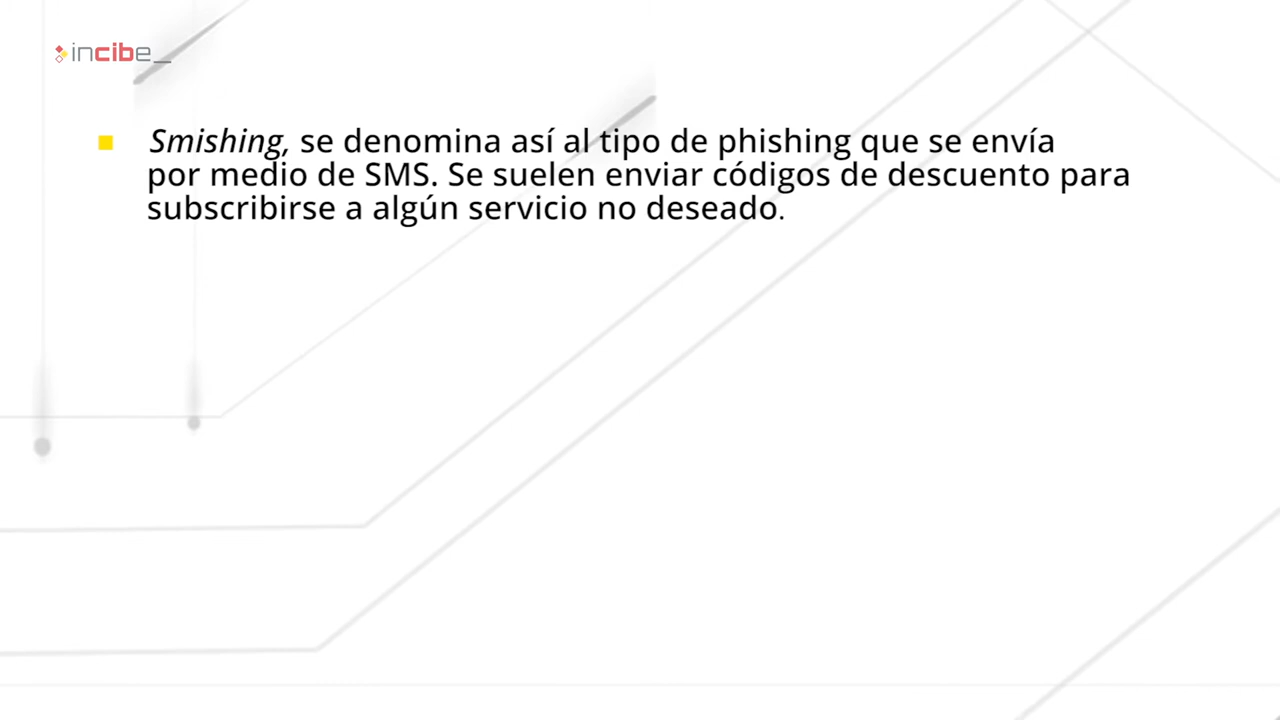 incibe_
Smishing, se denomina así al tipo de phishing que se envía
por medio de SMS. Se suelen enviar códigos de descuento para
subscribirse a algún servicio no deseado.